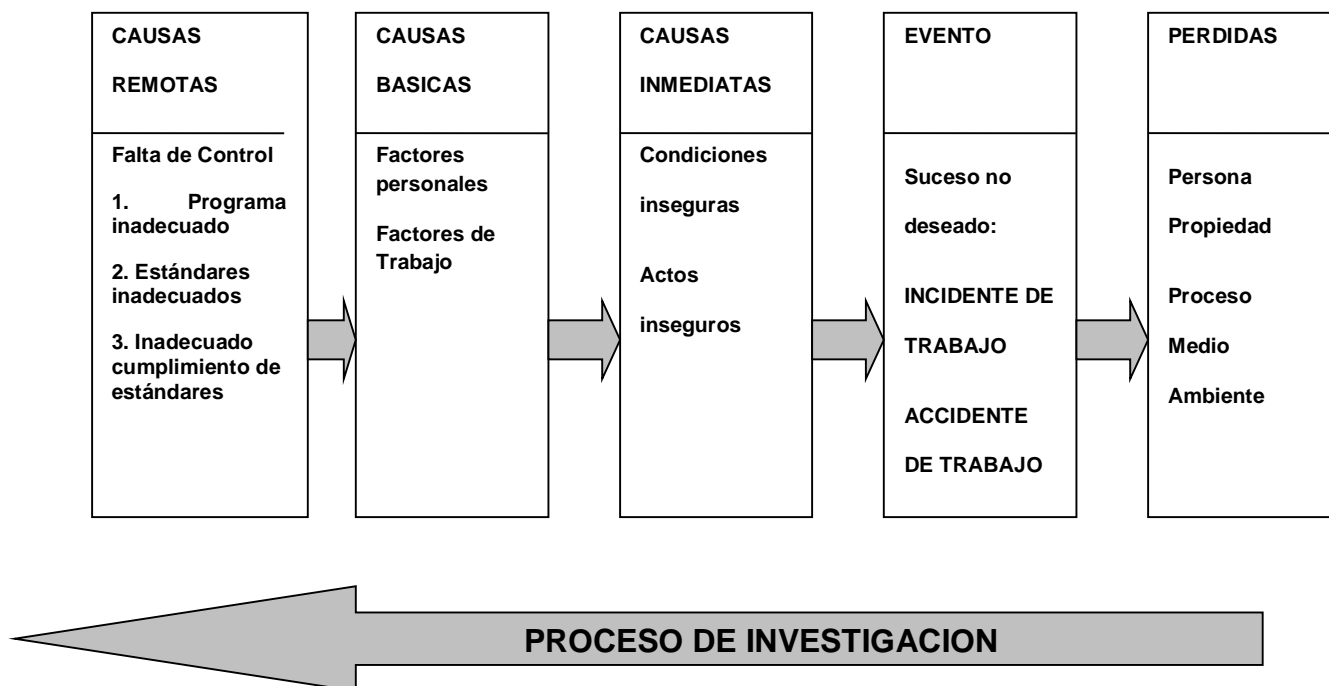 CAUSAS
REMOTAS
Falta de Control
1. Programa
inadecuado
2. Estándares
inadecuados
3. Inadecuado
cumplimiento de
estándares
CAUSAS
BASICAS
Factores
personales
Factores de
Trabajo
CAUSAS
INMEDIATAS
Condiciones
inseguras
Actos
inseguros
EVENTO
Suceso no
deseado:
INCIDENTE DE
TRABAJO
ACCIDENTE
DE TRABAJO
PERDIDAS
Persona
Propiedad
Proceso
Medio
Ambiente
PROCESO DE INVESTIGACION